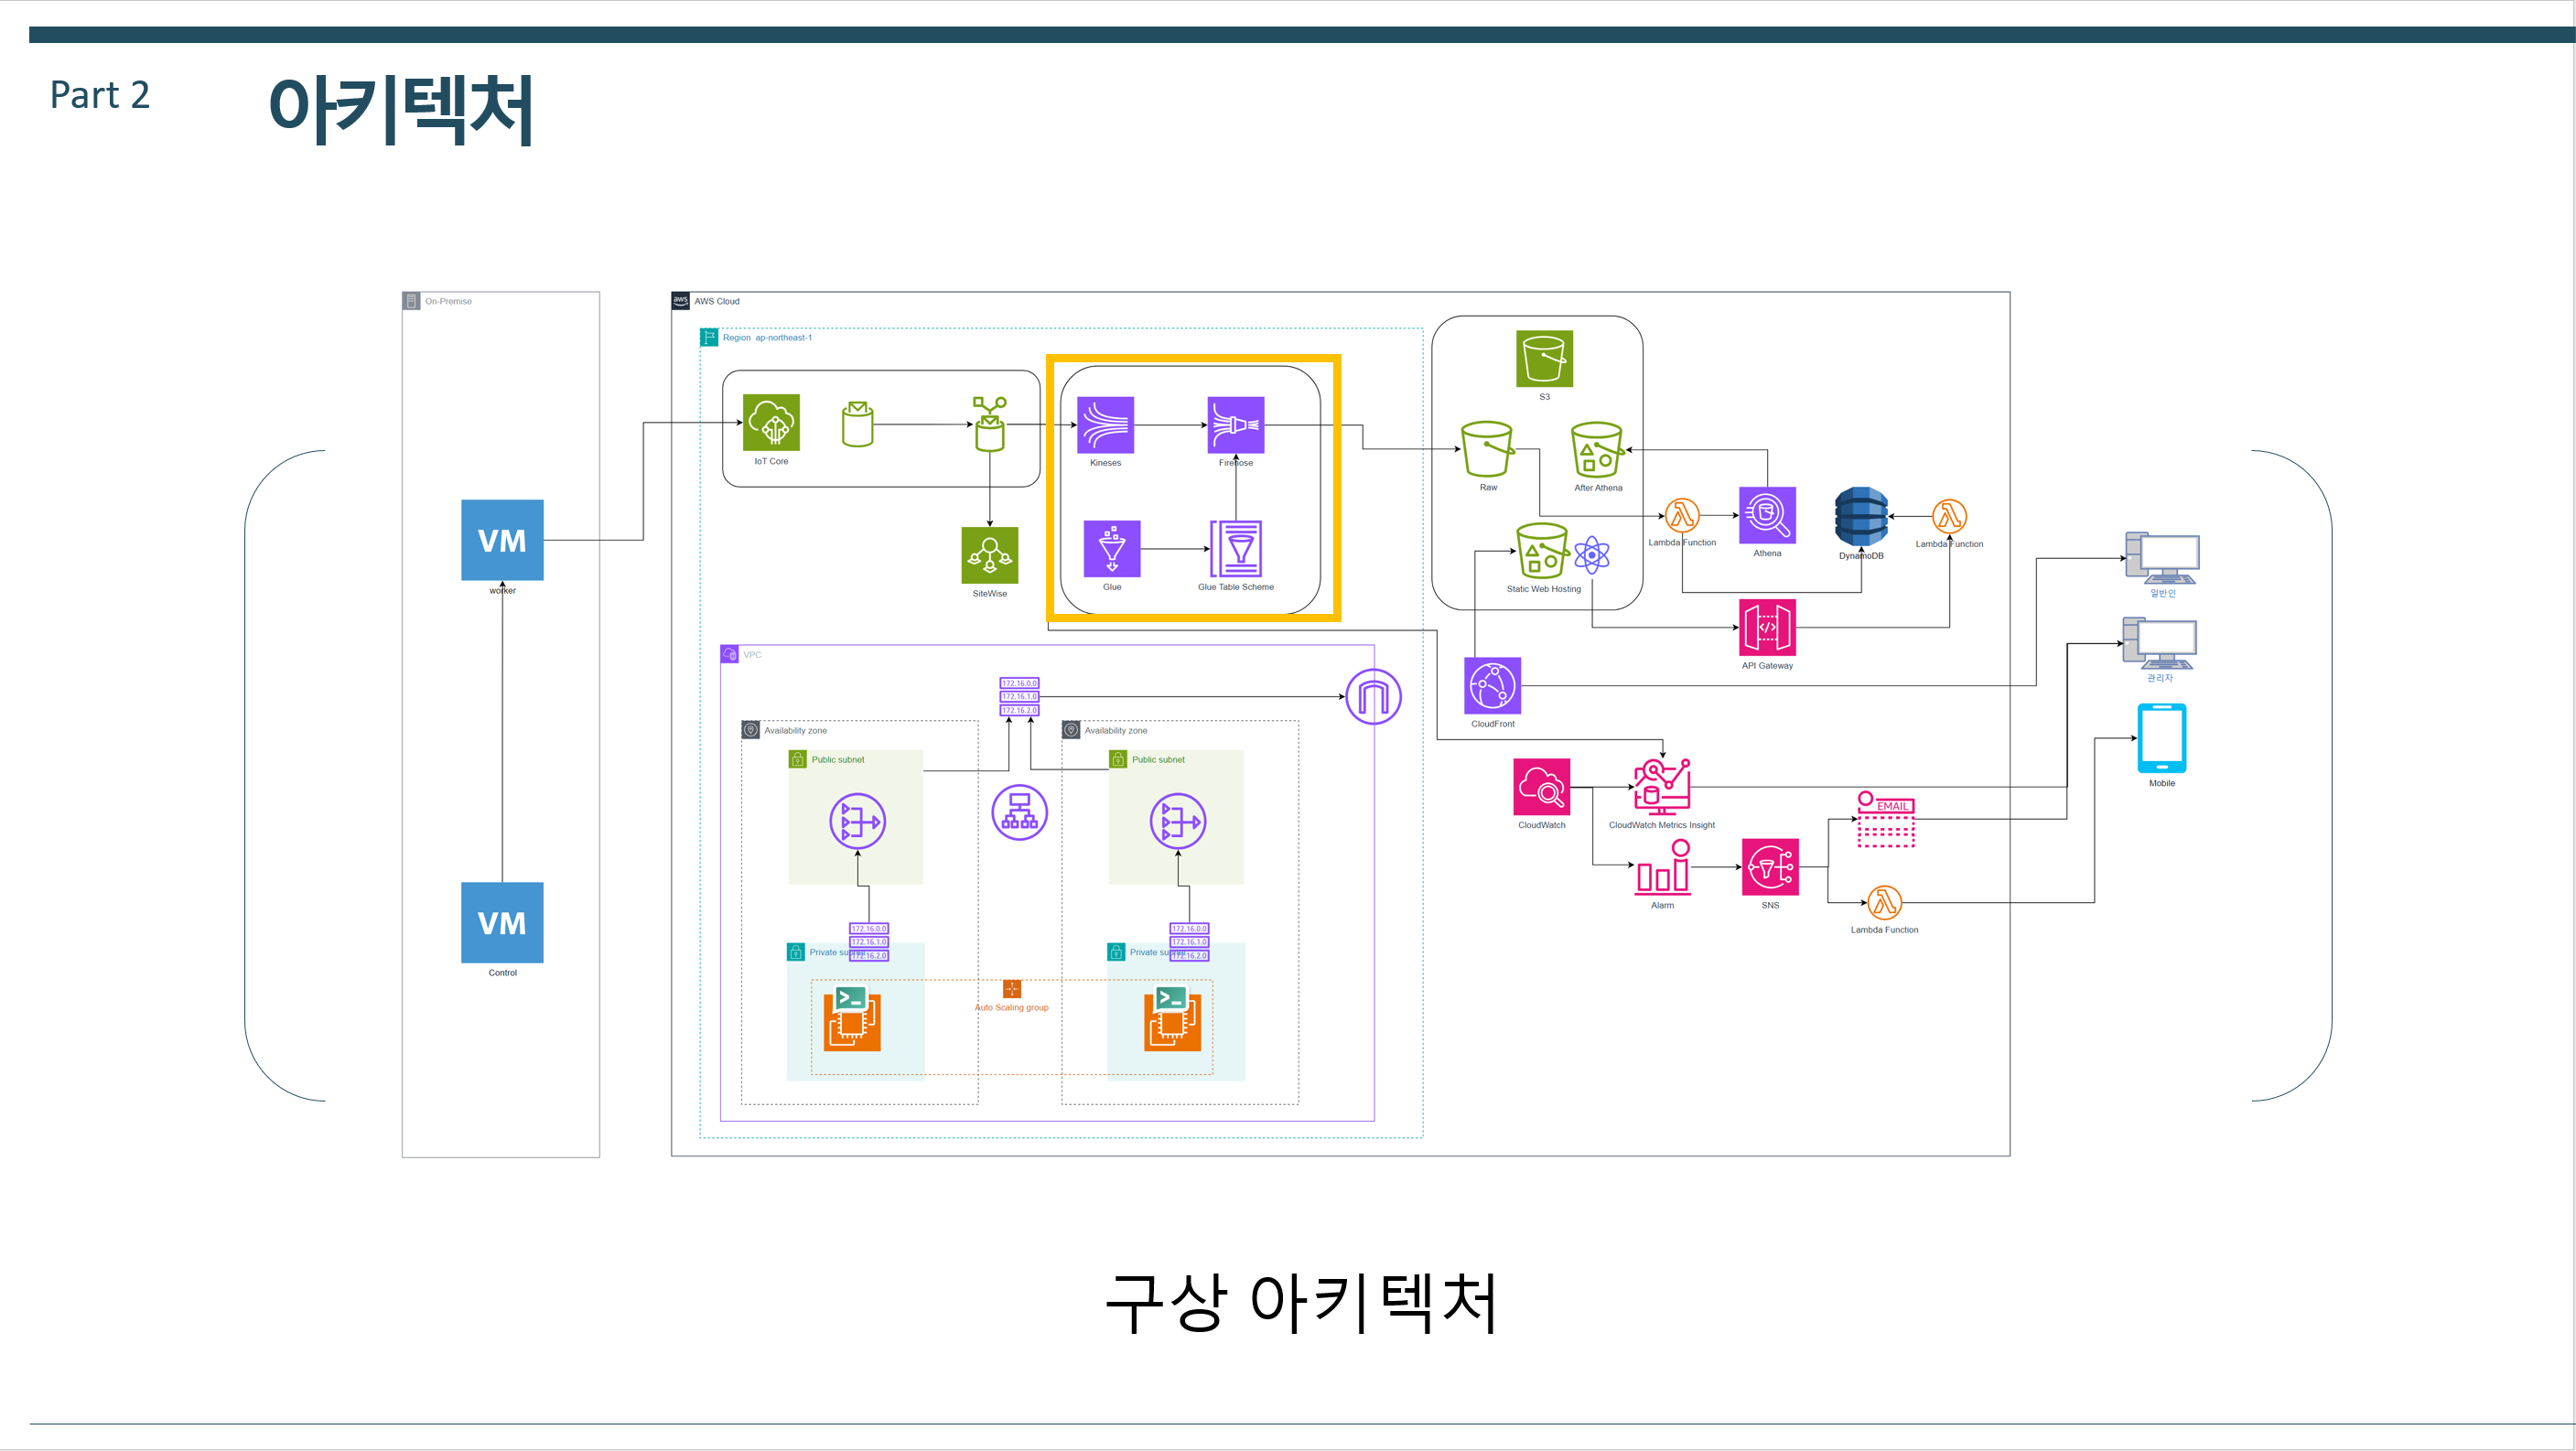 Part 2
아키텍처
On-Premise
VM
worker
VM
Control
aws
AWS Cloud
Region  ap-northeast-1
IoT Core
SiteWise
Kineses
Firehose
Glue
Glue Table Scheme
S3
Raw
After Athena
Static Web Hosting
Lambda Function
Athena
DynamoDB
Lambda Function
API Gateway
CloudFront
VPC
172.16.0.0
172.16.1.0
172.16.2.0
Availability zone
Availability zone
Public subnet
Public subnet
172.16.0.0
172.16.1.0
172.16.2.0
172.16.0.0
172.16.1.0
172.16.2.0
Private subnet
Private subnet
Auto Scaling group
CloudWatch
CloudWatch Metrics Insight
Alarm
SNS
EMAIL
Lambda Function
일반인
관리자
Mobile
구상 아키텍처